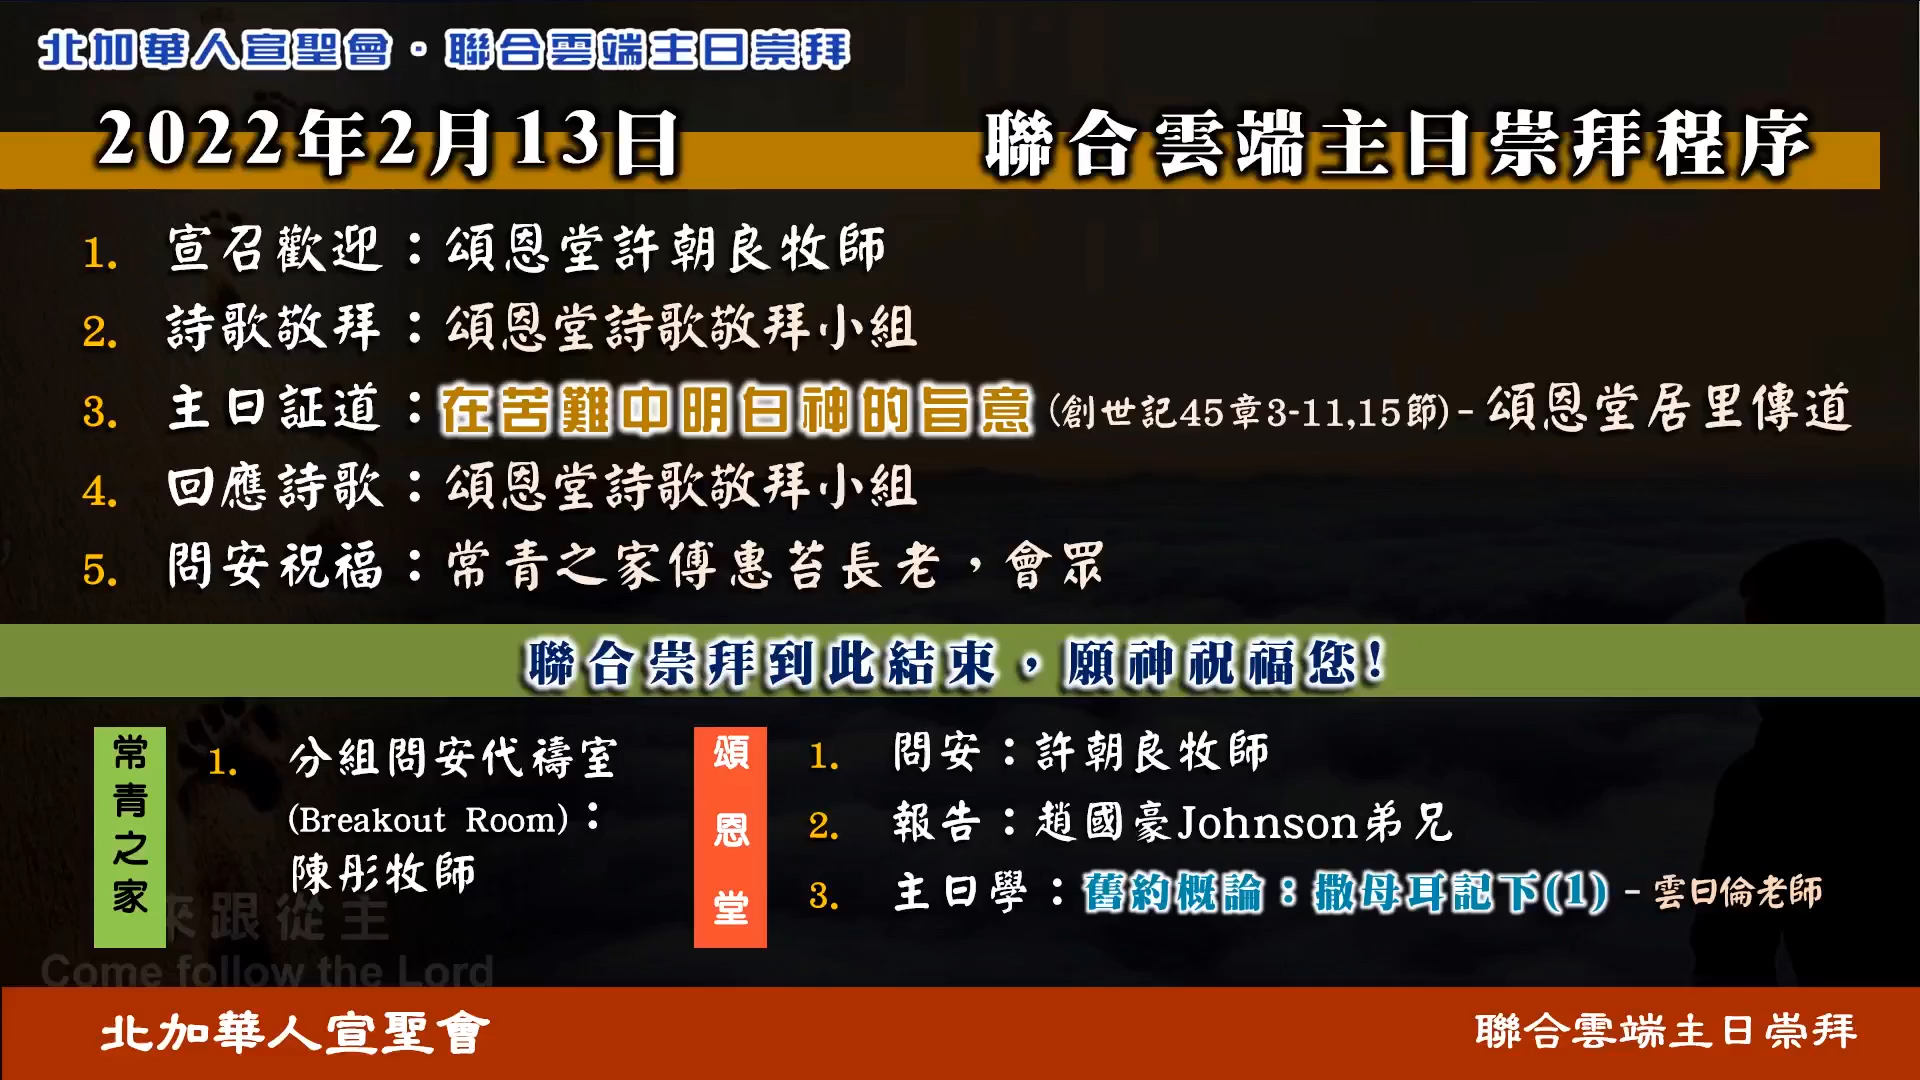 北加華人宣聖會·聯合雲端主日崇拜
2022年2月13日 聯合雲端主日崇拜程序
1. 宣召歡迎：頌恩堂許朝良牧師
2. 詩歌敬拜：頌恩堂詩歌敬拜小組
3. 主日証道：在苦難中明白神的旨意 (創世記45章3-11,15節) - 頌恩堂居里傳道
4. 回應詩歌：頌恩堂詩歌敬拜小組
5. 問安祝福：常青之家傅惠苔長老，會眾
聯合崇拜到此結束，願神祝福您!
常青之家
1. 分組問安代禱室
(Breakout Room)：
陳彤牧師
頌恩堂
1. 問安：許朝良牧師
2. 報告：趙國豪Johnson弟兄
3. 主日學：舊約概論：撒母耳記下(1) - 雲日倫老師
來跟從主
Come follow the Lord
北加華人宣聖會
聯合雲端主日崇拜